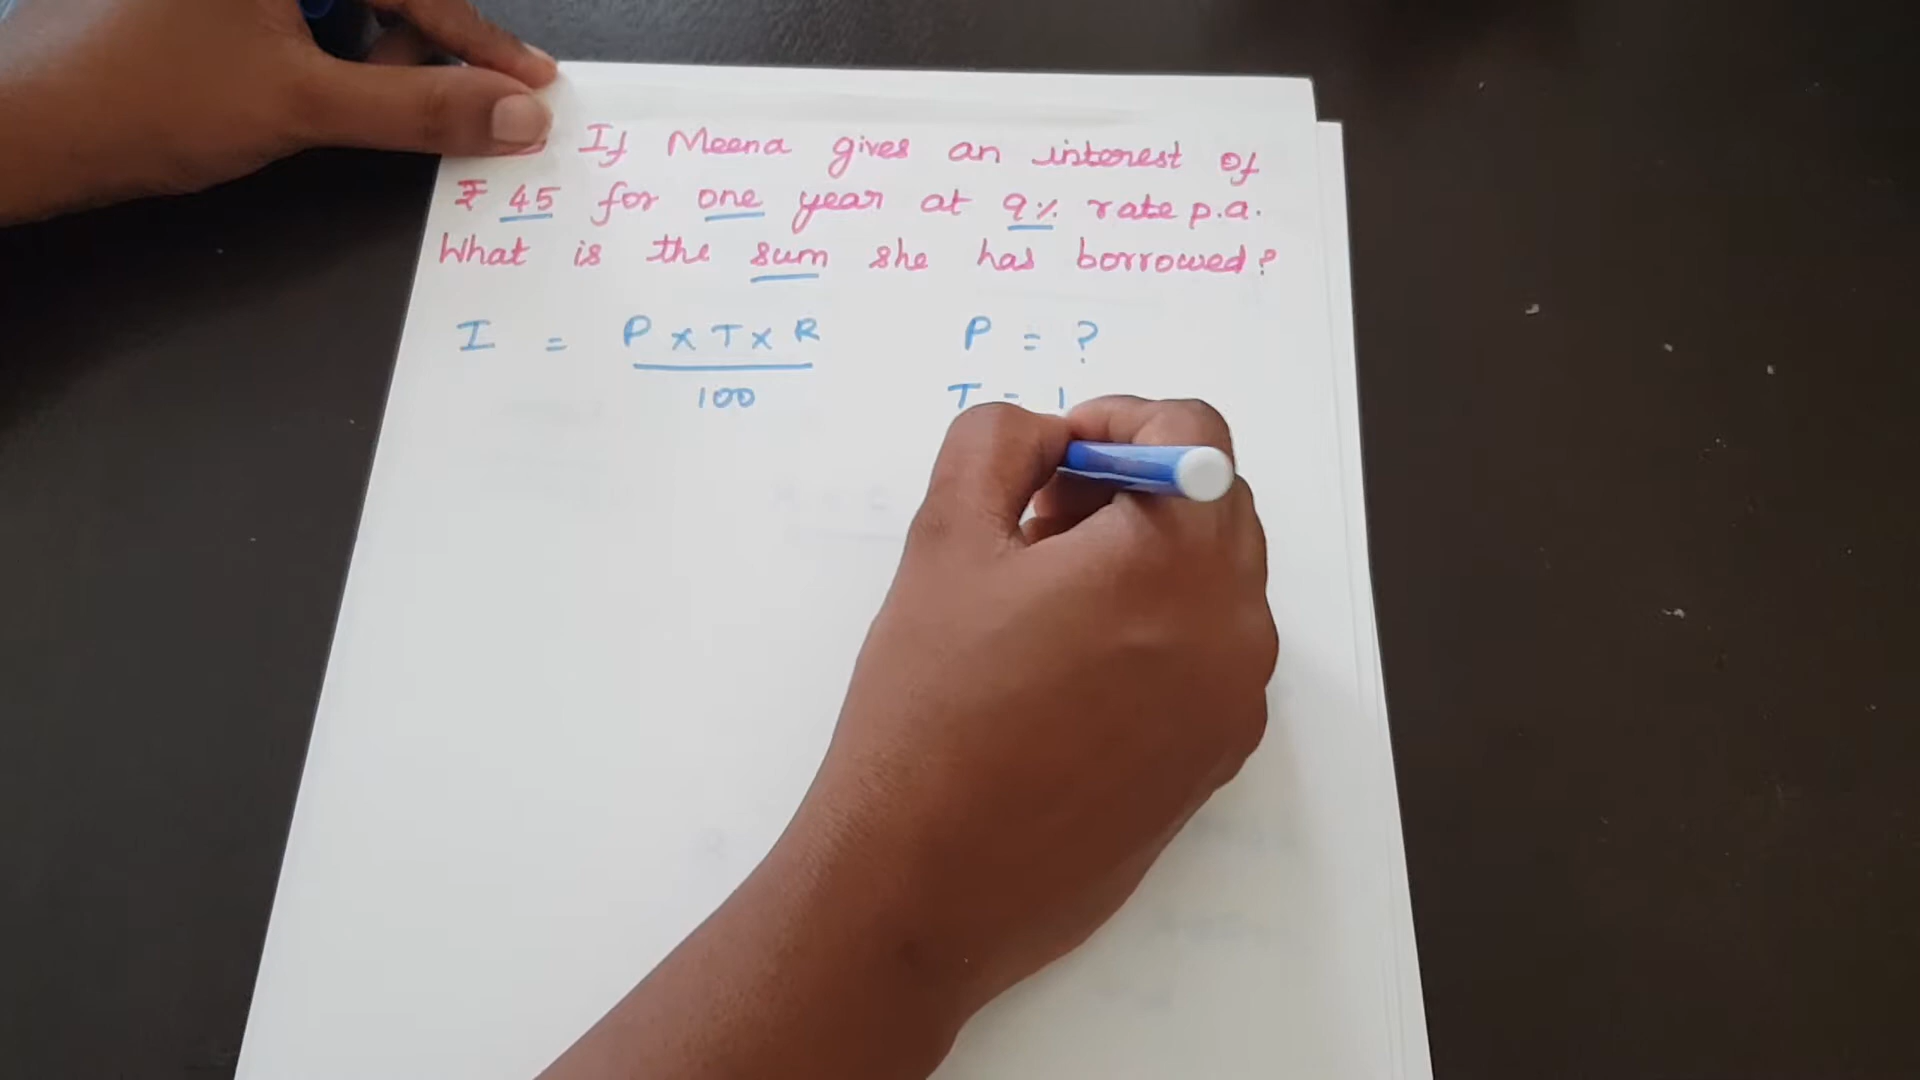 If Meena gives an interest of
₹ 45 for one year at 9% rate p.a.
What is the sum she has borrowed?
I = P x T x R
100
P = ?
T = 1